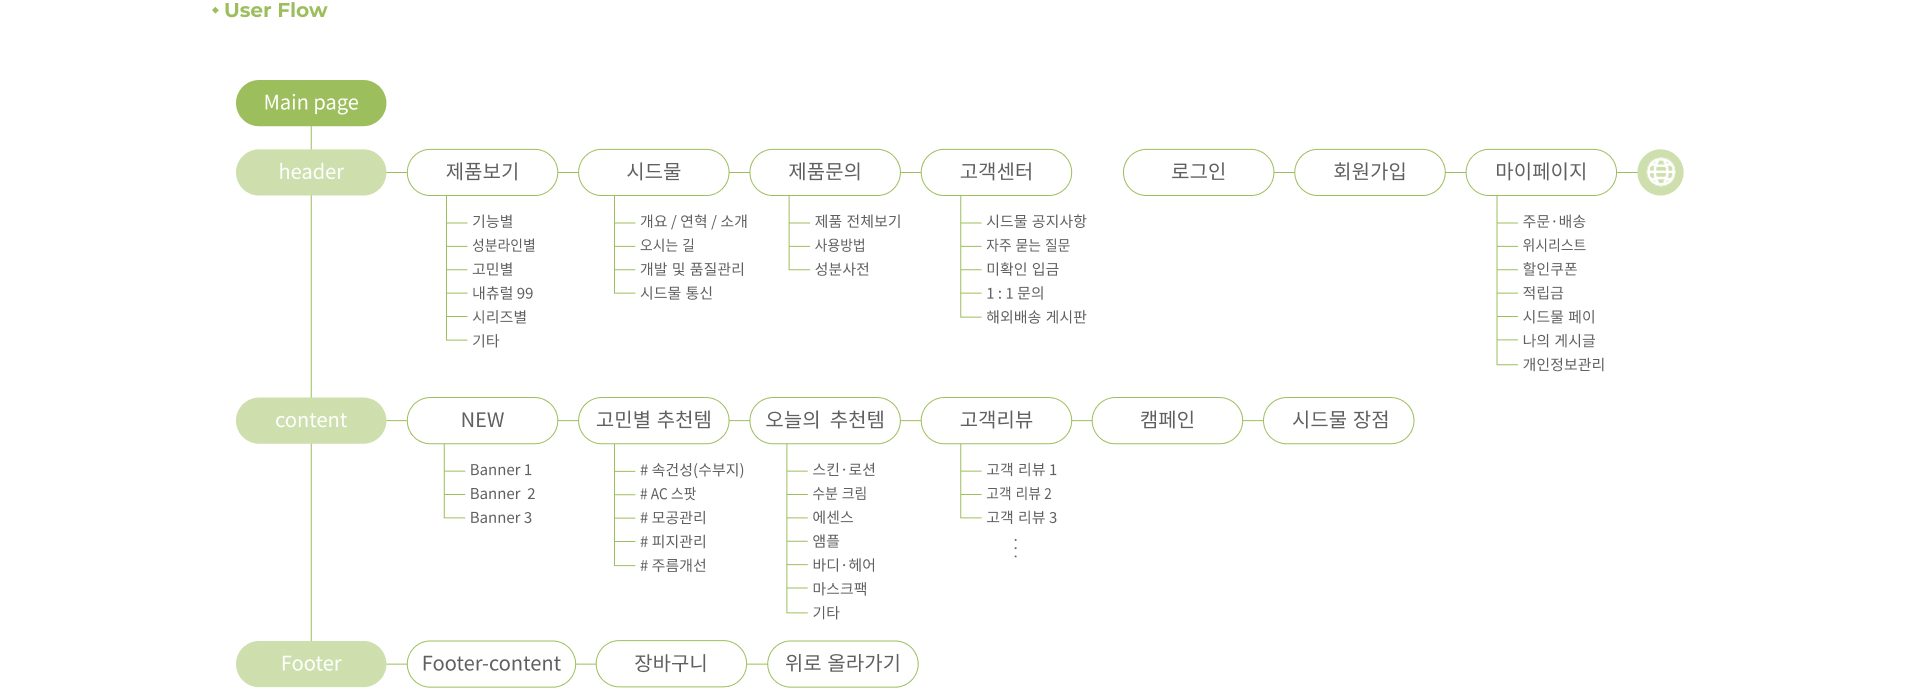 User Flow
Main page
header
제품보기
시드물
제품문의
고객센터
로그인
회원가입
마이페이지
기능별
성분라인별
고민별
내츄럴 99
시리즈별
기타
개요 / 연혁 / 소개
오시는 길
개발 및 품질관리
시드물 통신
제품 전체보기
사용방법
성분사전
시드물 공지사항
자주 묻는 질문
미확인 입금
1 : 1 문의
해외배송 게시판
주문·배송
위시리스트
할인쿠폰
적립금
시드물 페이
나의 게시글
개인정보관리
content
NEW
고민별 추천템
오늘의 추천템
고객리뷰
캠페인
시드물 장점
Banner 1
Banner 2
Banner 3
# 속건성(수부지)
# AC 스팟
# 모공관리
# 피지관리
# 주름개선
스킨·로션
수분 크림
에센스
앰플
바디·헤어
마스크팩
기타
고객 리뷰 1
고객 리뷰 2
고객 리뷰 3
Footer
Footer-content
장바구니
위로 올라가기